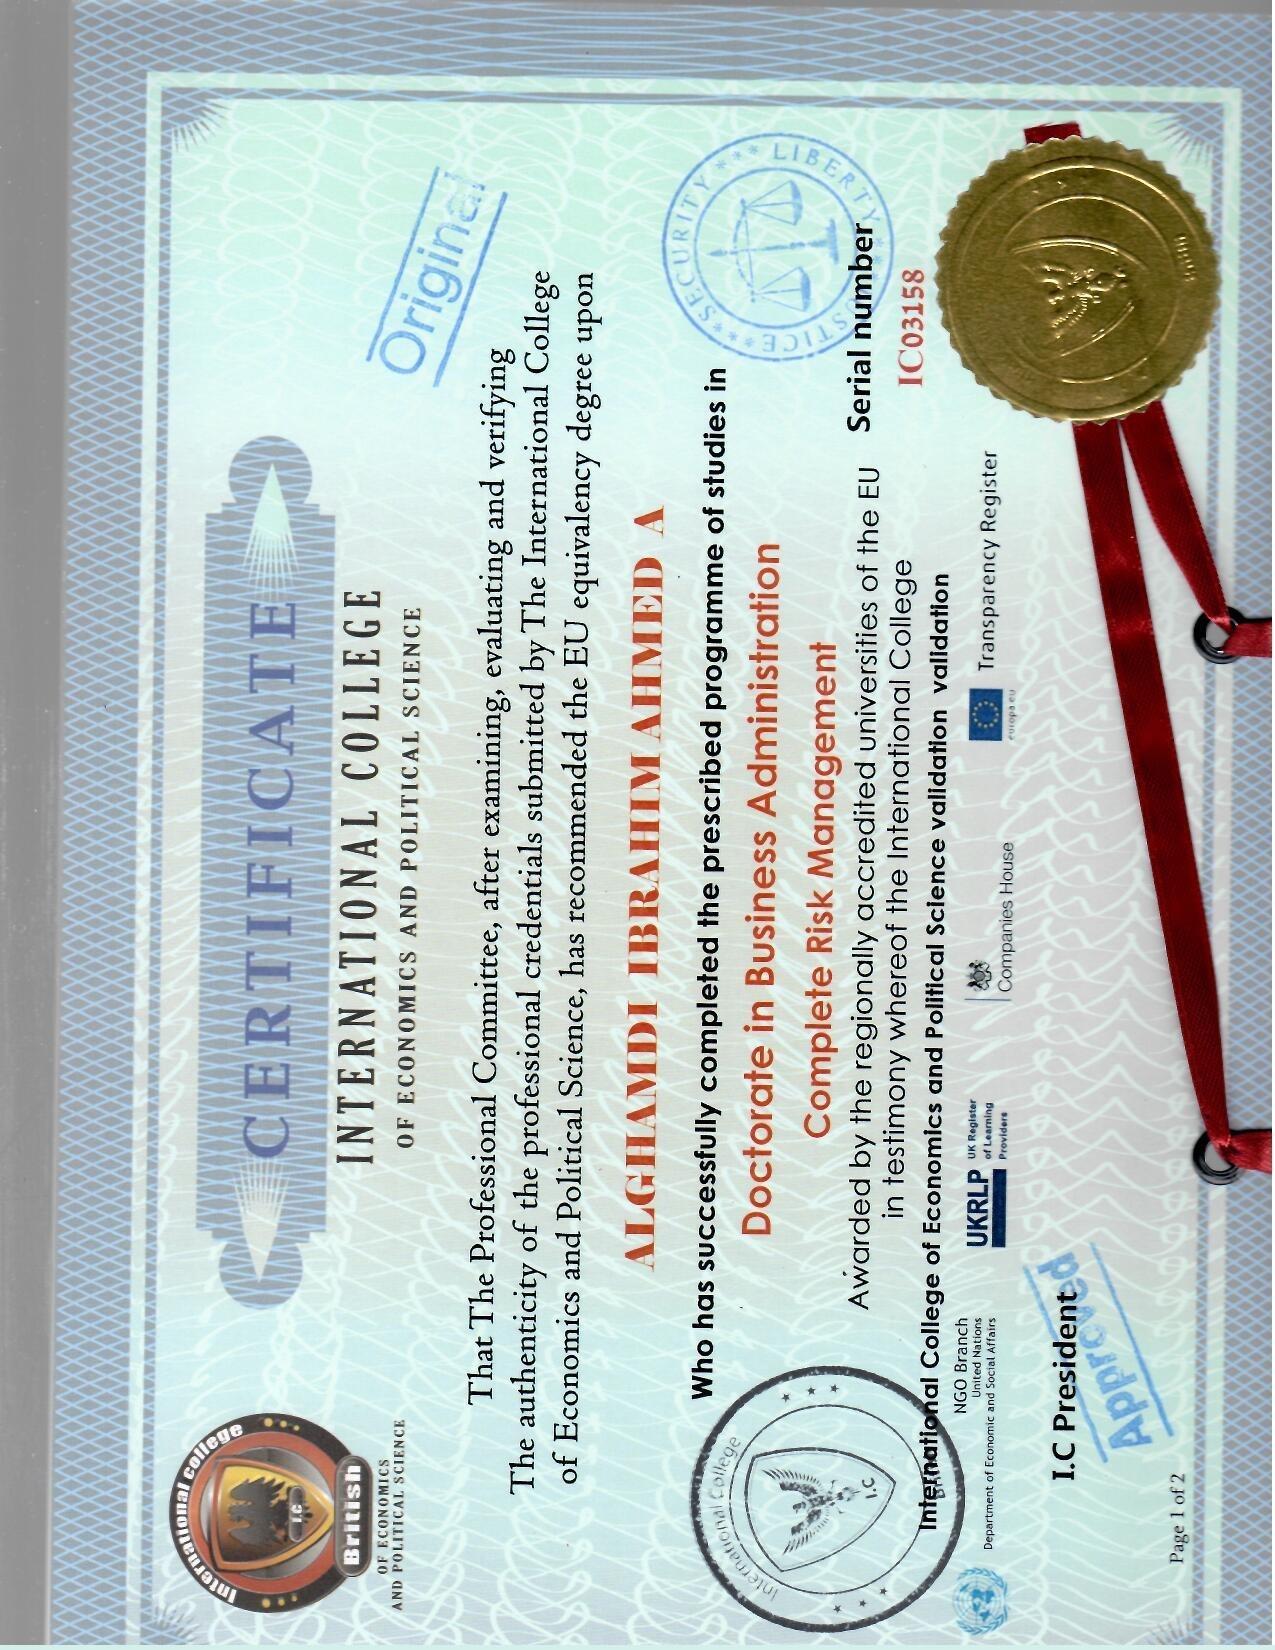 International college
I.C
British
OF ECONOMICS
AND POLITICAL SCIENCE
CERTIFICATE
INTERNATIONAL COLLEGE
OF ECONOMICS AND POLITICAL SCIENCE
Original
That The Professional Committee, after examining, evaluating and verifying
The authenticity of the professional credentials submitted by The International College
of Economics and Political Science, has recommended the EU equivalency degree upon
ALGHAMDI IBRAHIM AHMED A
Who has successfully completed the prescribed programme of studies in
Doctorate in Business Administration
Complete Risk Management
Awarded by the regionally accredited universities of the EU
in testimony whereof the International College
International College of Economics and Political Science validation validation
International College
I.C
SECURITY
LIBERTY
Serial number
IC03158
NGO Branch
United Nations
Department of Economic and Social Affairs
UKRLP
UK Register
of Learning
Providers
Companies House
europa.eu
Transparency Register
I.C President
Approved
Page 1 of 2